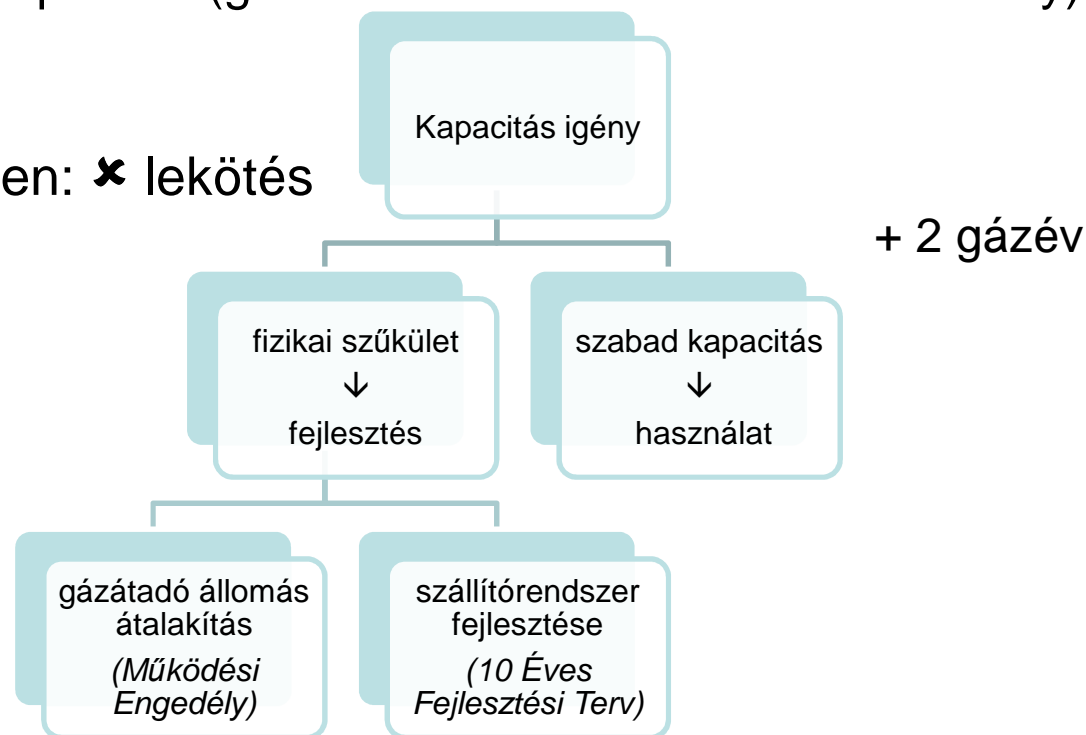 Kapacitás igény
en: ✘ lekötés
+ 2 gázév
fizikai szűkület
↓
fejlesztés
szabad kapacitás
↓
használat
gázátadó állomás
átalakítás
(Működési
Engedély)
szállítórendszer
fejlesztése
(10 Éves
Fejlesztési Terv)